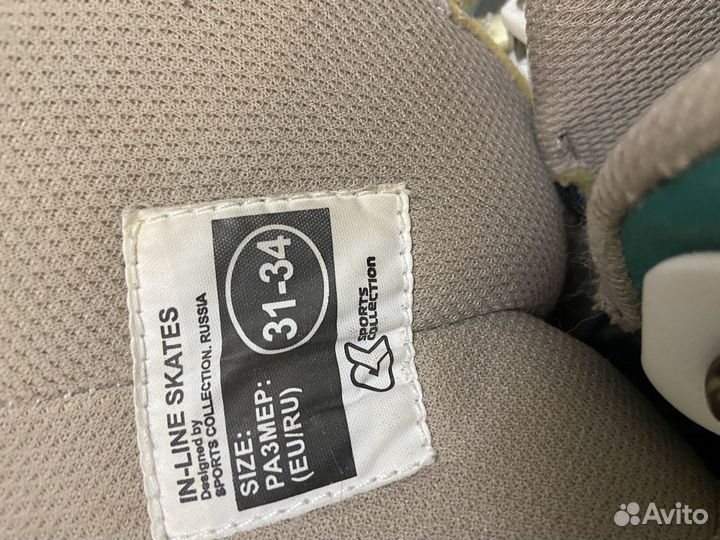 IN-LINE SKATES
Designed by
SPORTS COLLECTION. RUSSIA
SIZE:
РАЗМЕР:
(EU/RU)
31-34
SPORTS
COLLECTION
Avito